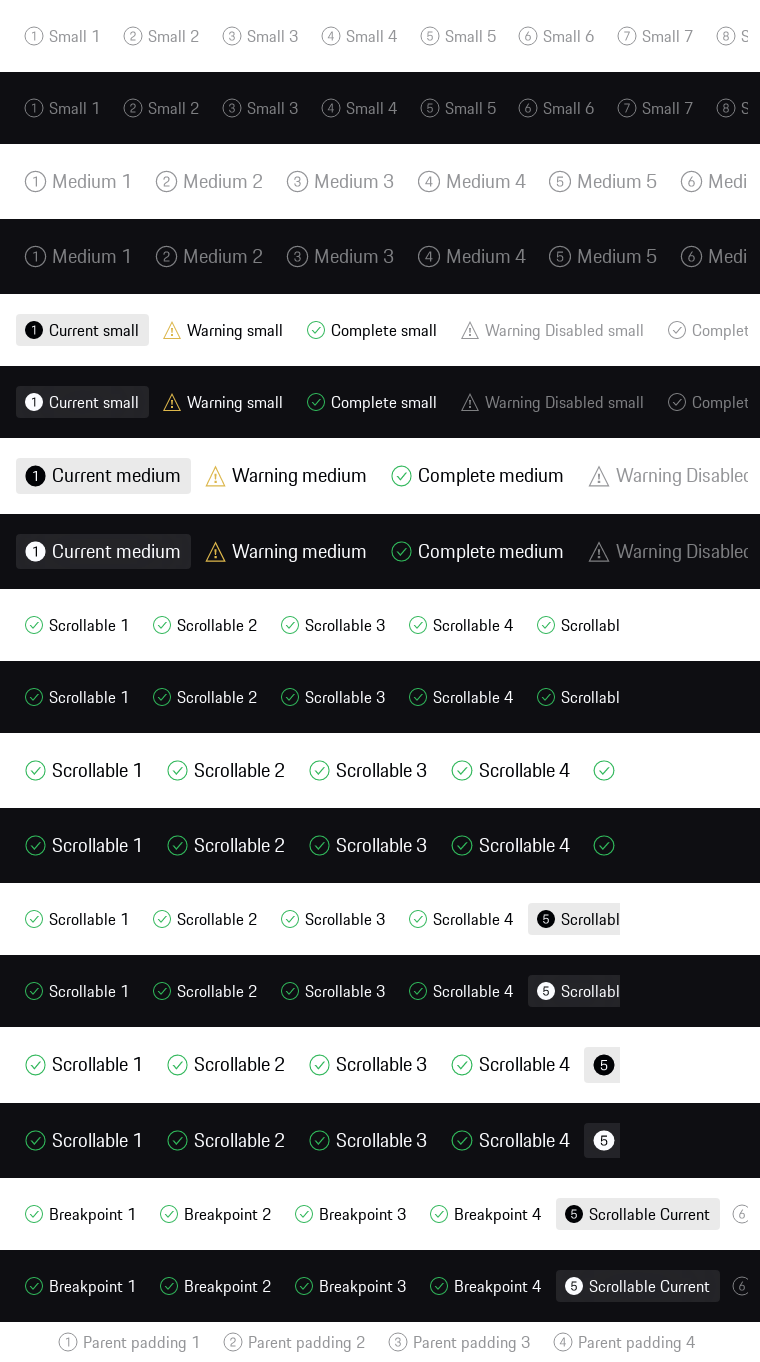 1 Small 1 2 Small 2 3 Small 3 4 Small 4 5 Small 5 6 Small 6 7 Small 7 8 S
1 Small 1 2 Small 2 3 Small 3 4 Small 4 5 Small 5 6 Small 6 7 Small 7 8 S
1 Medium 1 2 Medium 2 3 Medium 3 4 Medium 4 5 Medium 5 6 Medi
1 Medium 1 2 Medium 2 3 Medium 3 4 Medium 4 5 Medium 5 6 Medi
1 Current small Warning small Complete small Warning Disabled small Complet
1 Current small Warning small Complete small Warning Disabled small Complet
1 Current medium Warning medium Complete medium Warning Disabled
1 Current medium Warning medium Complete medium Warning Disabled
Scrollable 1 Scrollable 2 Scrollable 3 Scrollable 4 Scrollabl
Scrollable 1 Scrollable 2 Scrollable 3 Scrollable 4 Scrollabl
Scrollable 1 Scrollable 2 Scrollable 3 Scrollable 4
Scrollable 1 Scrollable 2 Scrollable 3 Scrollable 4
Scrollable 1 Scrollable 2 Scrollable 3 Scrollable 4 5 Scrollabl
Scrollable 1 Scrollable 2 Scrollable 3 Scrollable 4 5 Scrollabl
Scrollable 1 Scrollable 2 Scrollable 3 Scrollable 4 5
Scrollable 1 Scrollable 2 Scrollable 3 Scrollable 4 5
Breakpoint 1 Breakpoint 2 Breakpoint 3 Breakpoint 4 5 Scrollable Current 6
Breakpoint 1 Breakpoint 2 Breakpoint 3 Breakpoint 4 5 Scrollable Current 6
1 Parent padding 1 2 Parent padding 2 3 Parent padding 3 4 Parent padding 4